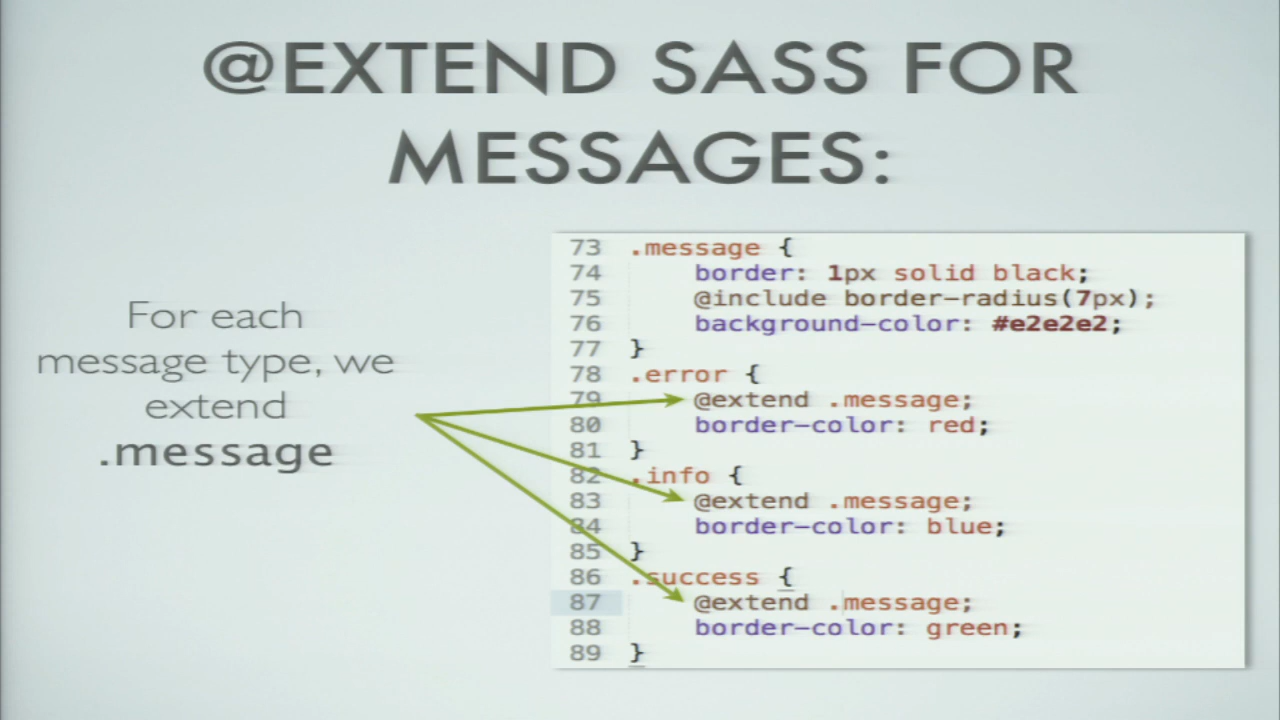 @EXTEND SASS FOR
MESSAGES:
For each
message type, we
extend
.message
73 .message {
74 border: 1px solid black;
75 @include border-radius(7px);
76 background-color: #e2e2e2;
77 }
78 .error {
79 @extend .message;
80 border-color: red;
81 }
82 .info {
83 @extend .message;
84 border-color: blue;
85 }
86 .success {
87 @extend .message;
88 border-color: green;
89 }